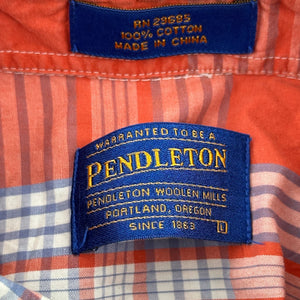 RN 29685
100% COTTON
MADE IN CHINA
WARRANTED TO BE A
PENDLETON
PENDLETON WOOLEN MILLS
PORTLAND, OREGON
SINCE 1863
L